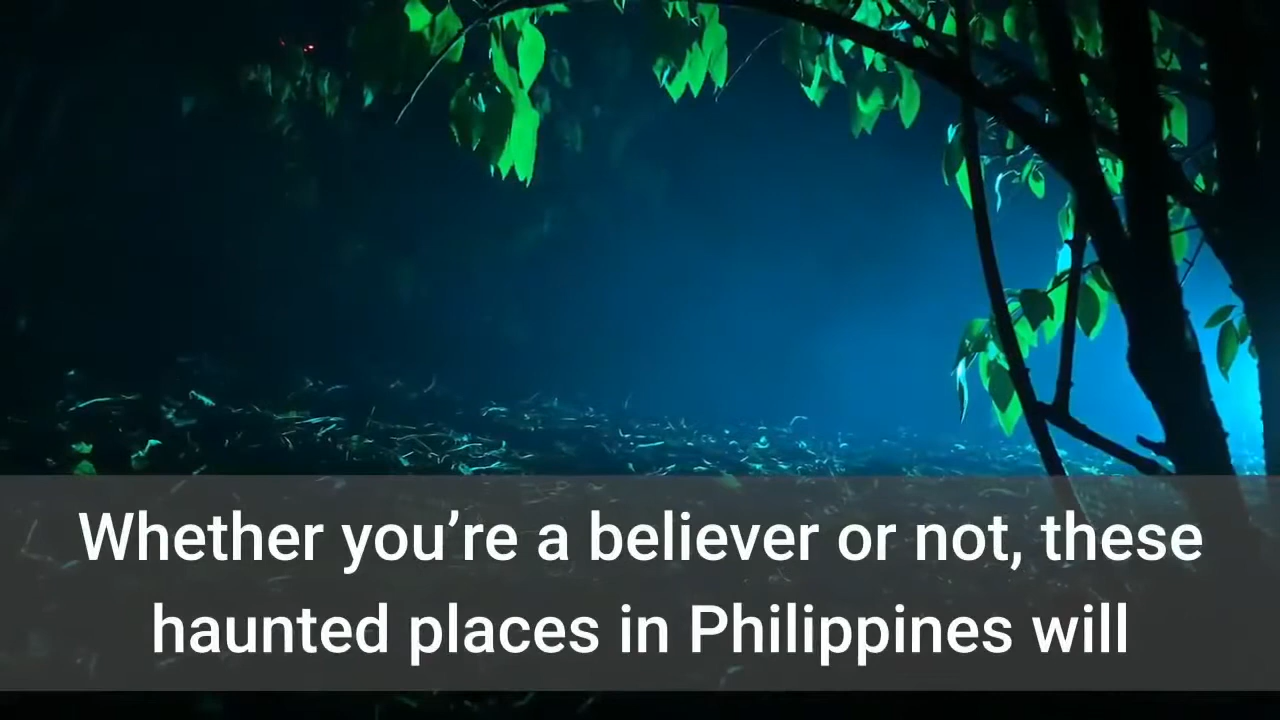 Whether you’re a believer or not, these
haunted places in Philippines will